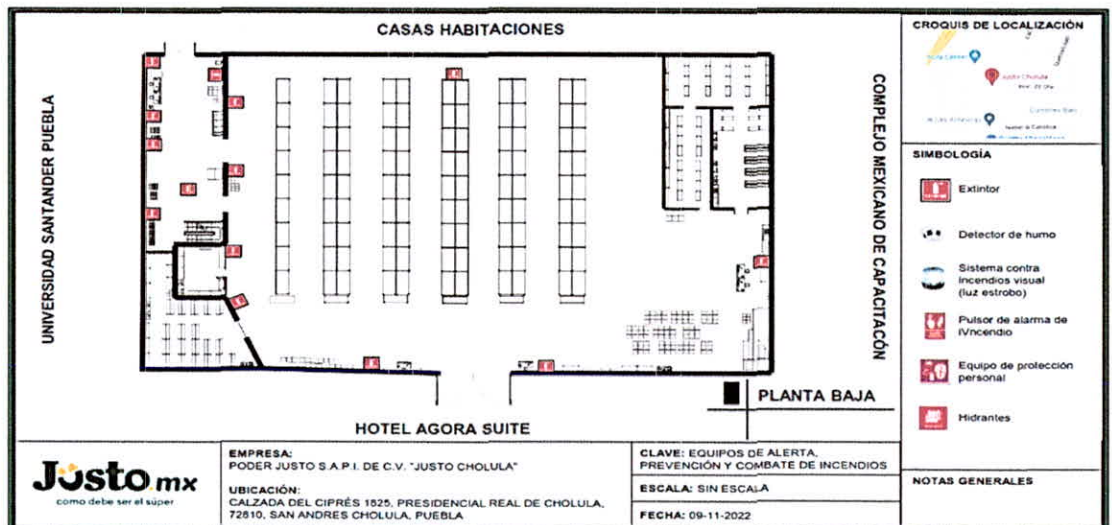 CASAS HABITACIONES
UNIVERSIDAD SANTANDER PUEBLA
COMPLEJO MEXICANO DE CAPACITACÓN
HOTEL AGORA SUITE
PLANTA BAJA
CROQUIS DE LOCALIZACIÓN
Justo Cholula
SIMBOLOGÍA
Extintor
Detector de humo
Sistema contra
incendios visual
(luz estrobo)
Pulsor de alarma de
iVncendio
Equipo de protección
personal
Hidrantes
NOTAS GENERALES
Justo.mx
como debe ser el súper
EMPRESA:
PODER JUSTO S.A.P.I. DE C.V. "JUSTO CHOLULA"
UBICACIÓN:
CALZADA DEL CIPRÉS 1825, PRESIDENCIAL REAL DE CHOLULA,
72810, SAN ANDRES CHOLULA, PUEBLA
CLAVE: EQUIPOS DE ALERTA,
PREVENCIÓN Y COMBATE DE INCENDIOS
ESCALA: SIN ESCALA
FECHA: 09-11-2022